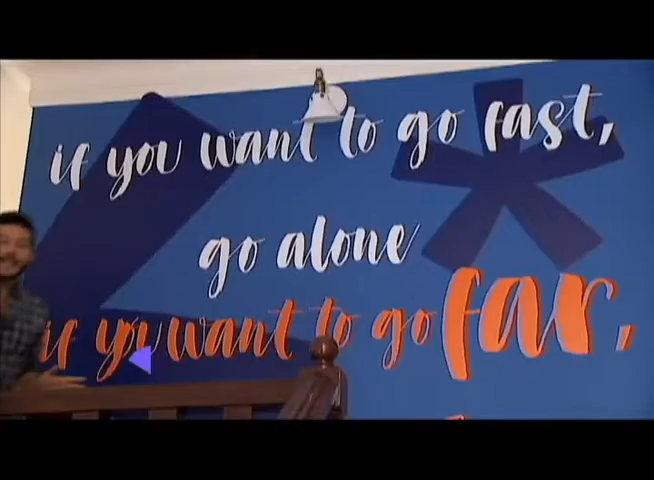 if you want to go fast,
go alone
if you want to go far,